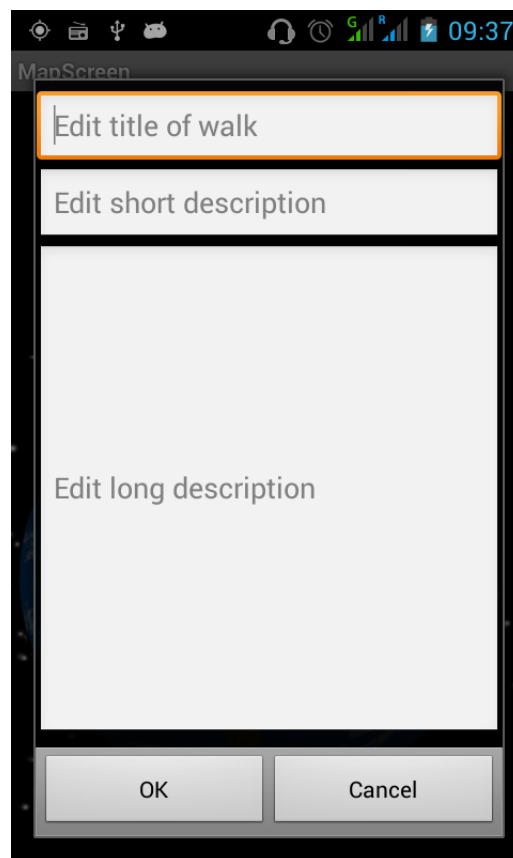 G R 09:37
MapScreen
Edit title of walk
Edit short description
Edit long description
OK Cancel